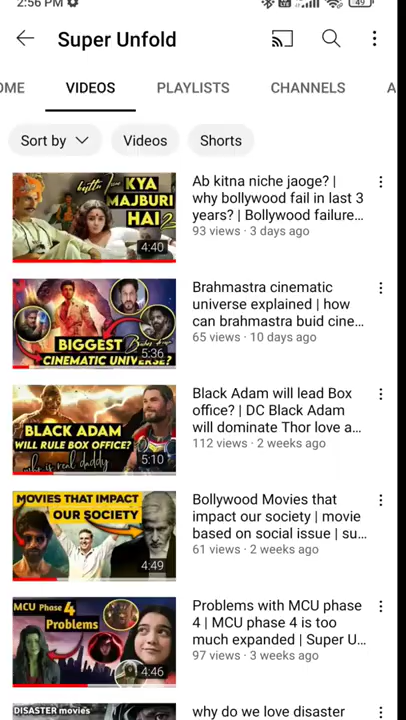 2:56 PM
49
Super Unfold
OME
VIDEOS
PLAYLISTS
CHANNELS
A
Sort by
Videos
Shorts
KYA
MAJBURI
HAI
4:40
Ab kitna niche jaoge? |
why bollywood fail in last 3
years? | Bollywood failure...
93 views · 3 days ago
BIGGEST
CINEMATIC UNIVERSE?
5:36
Brahmastra cinematic
universe explained | how
can brahmastra buid cine...
65 views · 10 days ago
BLACK ADAM
WILL RULE BOX OFFICE?
who is real daddy
5:10
Black Adam will lead Box
office? | DC Black Adam
will dominate Thor love a...
112 views · 2 weeks ago
MOVIES THAT IMPACT
OUR SOCIETY
4:49
Bollywood Movies that
impact our society | movie
based on social issue | su...
61 views · 2 weeks ago
MCU Phase 4
Problems
4:46
Problems with MCU phase
4 | MCU phase 4 is too
much expanded | Super U...
97 views · 3 weeks ago
DISASTER movie's
why do we love disaster